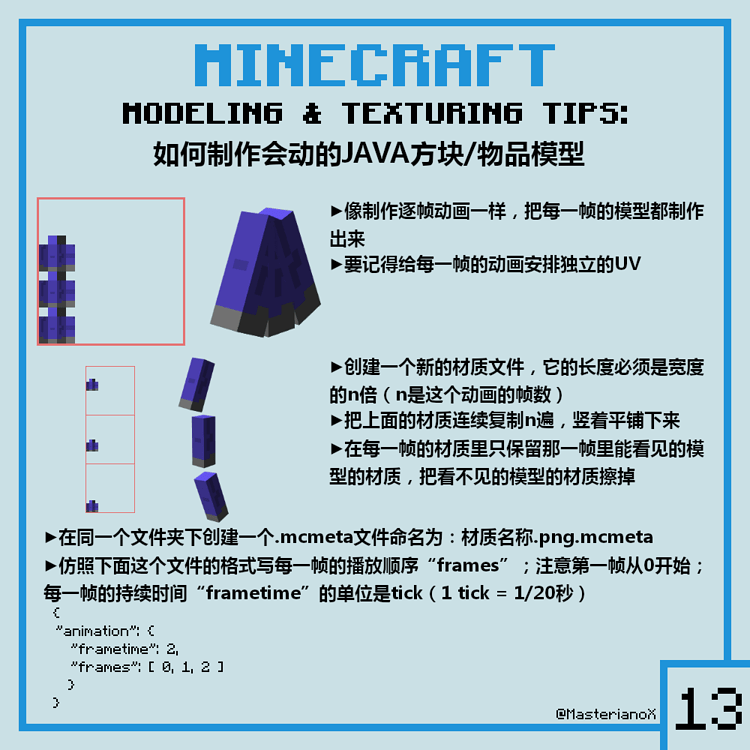 MINECRAFT
MODELING & TEXTURING TIPS:
如何制作会动的JAVA方块/物品模型
►像制作逐帧动画一样，把每一帧的模型都制作
出来
►要记得给每一帧的动画安排独立的UV
►创建一个新的材质文件，它的长度必须是宽度
的n倍（n是这个动画的帧数）
►把上面的材质连续复制n遍，竖着平铺下来
►在每一帧的材质里只保留那一帧里能看见的模
型的材质，把看不见的模型的材质擦掉
►在同一个文件夹下创建一个.mcmeta文件命名为：材质名称.png.mcmeta
►仿照下面这个文件的格式写每一帧的播放顺序“frames”；注意第一帧从0开始；
每一帧的持续时间“frametime”的单位是tick（1 tick = 1/20秒）
{
"animation": {
"frametime": 2,
"frames": [ 0, 1, 2 ]
}
}
@MasterianoX
13